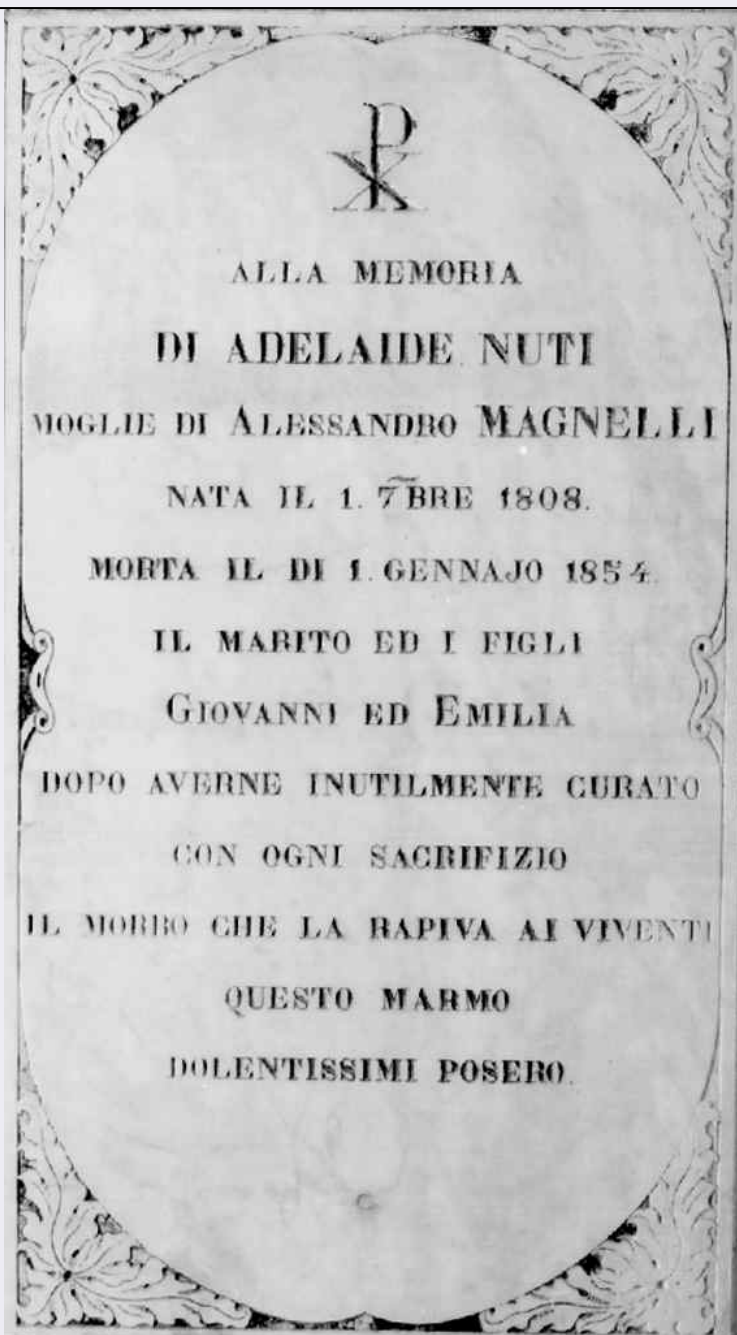 ALLA MEMORIA
DI ADELAIDE NUTI
MOGLIE DI ALESSANDRO MAGNELLI
NATA IL 1. 7B̃RE 1808.
MORTA IL DI 1. GENNAJO 1854.
IL MARITO ED I FIGLI
GIOVANNI ED EMILIA
DOPO AVERNE INUTILMENTE CURATO
CON OGNI SACRIFIZIO
IL MORBO CHE LA RAPIVA AI VIVENTI
QUESTO MARMO
DOLENTISSIMI POSERO.